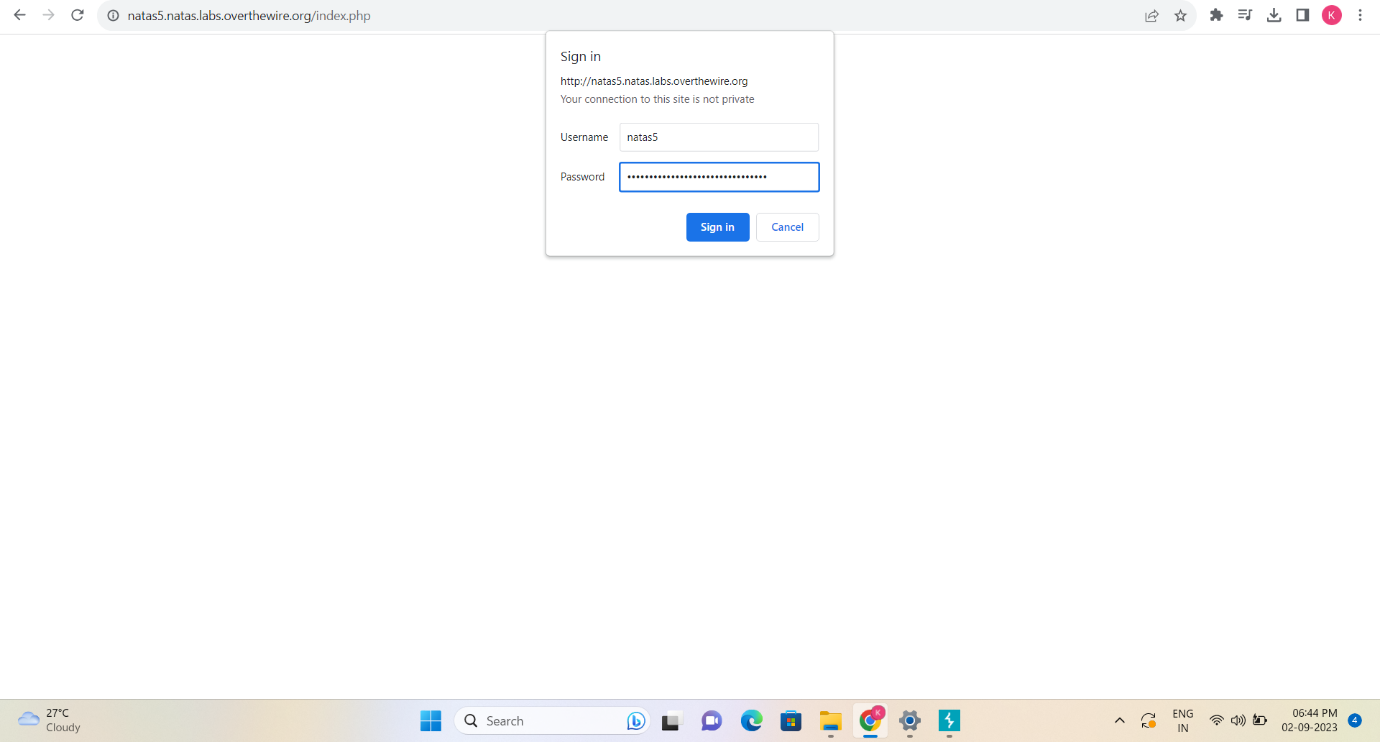 natas5.natas.labs.overthewire.org/index.php
K
Sign in
http://natas5.natas.labs.overthewire.org
Your connection to this site is not private
Username natas5
Password ••••••••••••••••••••••••••••••••
Sign in Cancel
27°C
Cloudy
Search
K
ENG
IN
06:44 PM
02-09-2023
4